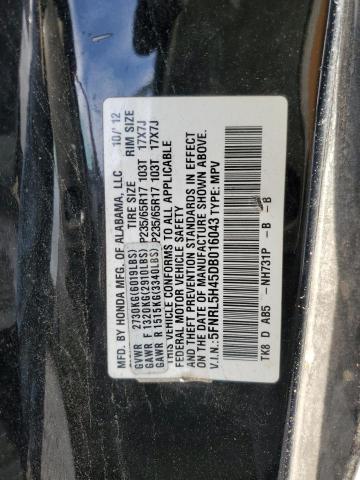 MFD. BY HONDA MFG. OF ALABAMA, LLC 10/'12
GVWR 2730KG(6019LBS) TIRE SIZE RIM SIZE
GAWR F 1320KG(2910LBS) P235/65R17 103T 17X7J
GAWR R 1515KG(3340LBS) P235/65R17 103T 17X7J
THIS VEHICLE CONFORMS TO ALL APPLICABLE
FEDERAL MOTOR VEHICLE SAFETY
AND THEFT PREVENTION STANDARDS IN EFFECT
ON THE DATE OF MANUFACTURE SHOWN ABOVE.
V.I.N.:5FNRL5H45DB016043 TYPE: MPV
TK8 D AB5 -NH731P - B - B